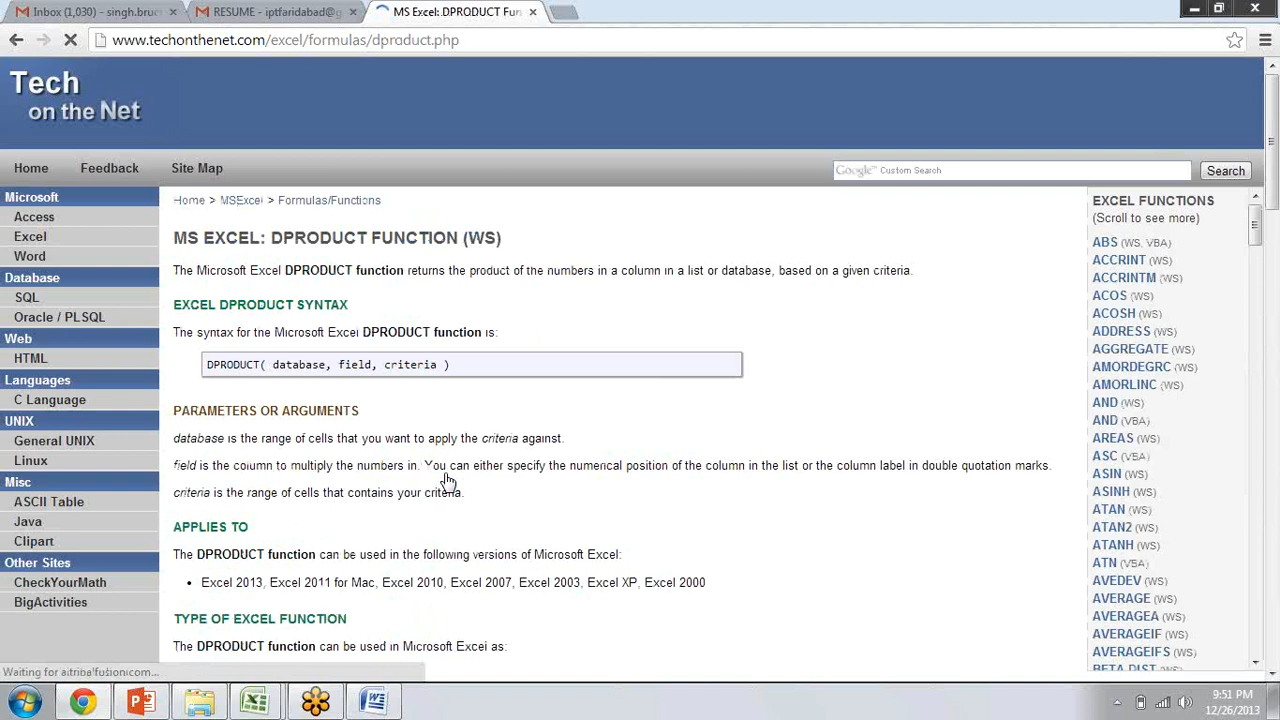 Inbox (1,030) - singh.bruc
RESUME - iptfaridabad@g
MS Excel: DPRODUCT Fun
www.techonthenet.com/excel/formulas/dproduct.php
Tech
on the Net
Home
Feedback
Site Map
Google™ Custom Search
Search
Microsoft
Access
Excel
Word
Database
SQL
Oracle / PLSQL
Web
HTML
Languages
C Language
UNIX
General UNIX
Linux
Misc
ASCII Table
Java
Clipart
Other Sites
CheckYourMath
BigActivities
Home > MSExcel > Formulas/Functions
MS EXCEL: DPRODUCT FUNCTION (WS)
The Microsoft Excel DPRODUCT function returns the product of the numbers in a column in a list or database, based on a given criteria.
EXCEL DPRODUCT SYNTAX
The syntax for the Microsoft Excel DPRODUCT function is:
DPRODUCT( database, field, criteria )
PARAMETERS OR ARGUMENTS
database is the range of cells that you want to apply the criteria against.
field is the column to multiply the numbers in. You can either specify the numerical position of the column in the list or the column label in double quotation marks.
criteria is the range of cells that contains your criteria.
APPLIES TO
The DPRODUCT function can be used in the following versions of Microsoft Excel:
• Excel 2013, Excel 2011 for Mac, Excel 2010, Excel 2007, Excel 2003, Excel XP, Excel 2000
TYPE OF EXCEL FUNCTION
The DPRODUCT function can be used in Microsoft Excel as:
EXCEL FUNCTIONS
(Scroll to see more)
ABS (WS, VBA)
ACCRINT (WS)
ACCRINTM (WS)
ACOS (WS)
ACOSH (WS)
ADDRESS (WS)
AGGREGATE (WS)
AMORDEGRC (WS)
AMORLINC (WS)
AND (WS)
AND (VBA)
AREAS (WS)
ASC (VBA)
ASIN (WS)
ASINH (WS)
ATAN (WS)
ATAN2 (WS)
ATANH (WS)
ATN (VBA)
AVEDEV (WS)
AVERAGE (WS)
AVERAGEA (WS)
AVERAGEIF (WS)
AVERAGEIFS (WS)
BETA.DIST (WS)
Waiting for
9:51 PM
12/26/2013